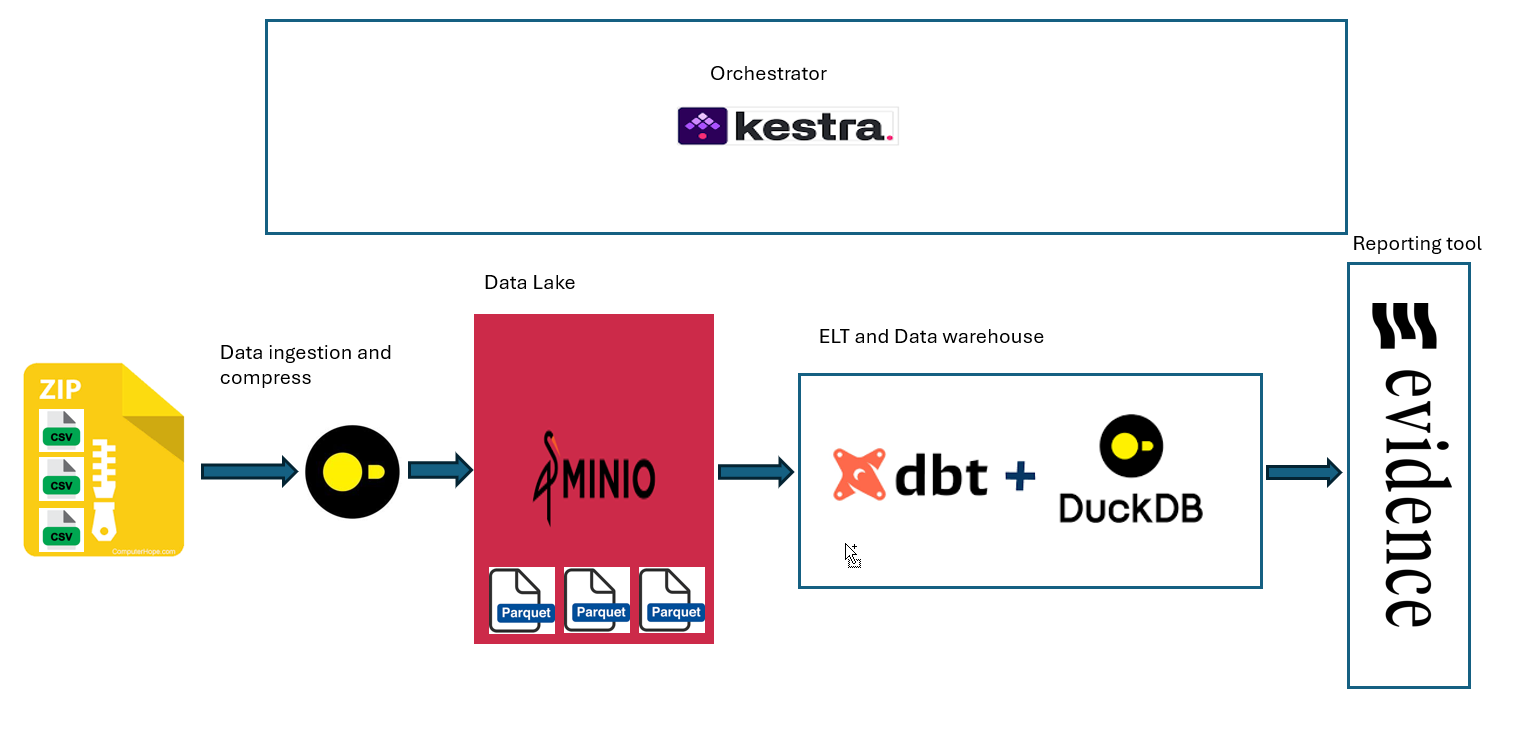 Orchestrator
kestra.
Reporting tool
Data Lake
ELT and Data warehouse
Data ingestion and
compress
ZIP
CSV
CSV
CSV
ComputerHope.com
MINIO
Parquet
Parquet
Parquet
dbt +
DuckDB
evidence